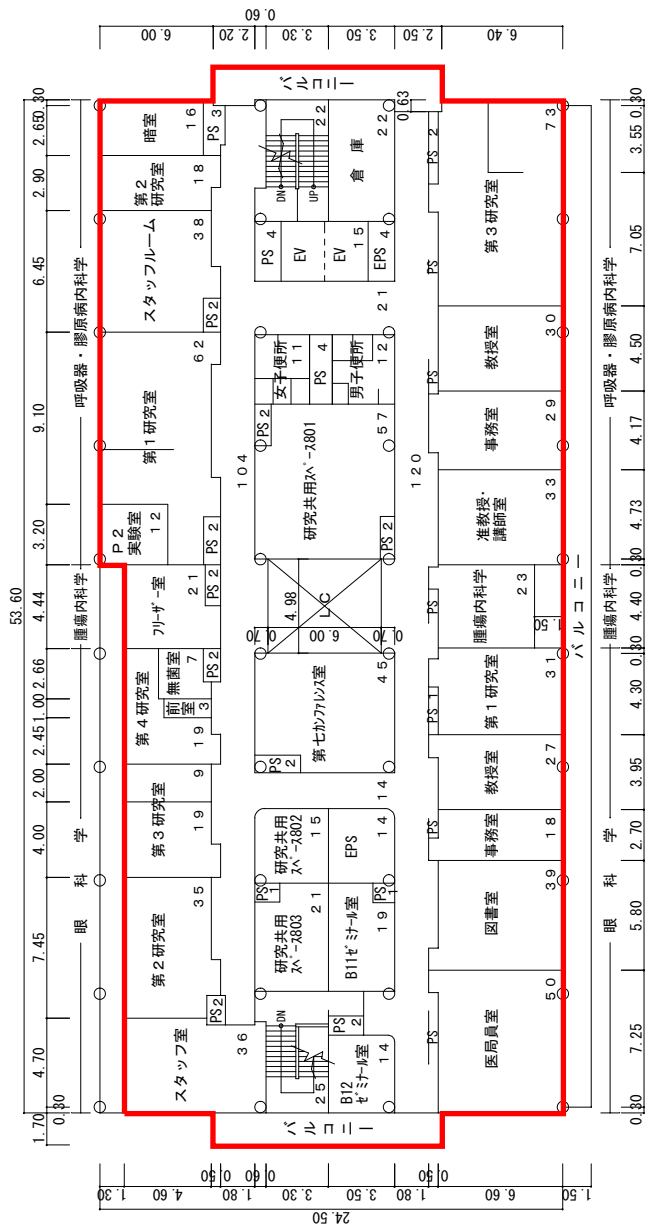 53.60
1.70
0.30
4.70
7.45
4.00
2.00
2.45
1.00
2.66
4.44
3.20
9.10
6.45
2.90
2.65
0.30
眼科学
腫瘍内科学
呼吸器・膠原病内科学
スタッフ室
36
PS 2
第2研究室
35
第3研究室
19
9
第4研究室
19
前室
3
無菌室
7
PS 2
フリーザー室
21
PS 2
P2
実験室
12
PS 2
第1研究室
62
PS 2
スタッフルーム
38
第2
研究室
18
暗室
16
PS 3
104
バルコニー
25
DN
PS
2
B12
ゼミナール室
14
研究共用
スペース803
21
PS
1
B11ゼミナール室
19
PS
1
研究共用
スペース802
15
EPS
14
14
PS 2
第七カンファレンス室
45
0.70
6.00
0.70
4.98
LC
研究共用スペース801
57
PS 2
PS 2
女子便所
11
PS 4
男子便所
12
21
PS 4
EV
EV
15
EPS 4
DN
UP
22
倉庫
22
0.63
バルコニー
120
PS
医局員室
50
図書室
39
PS
事務室
18
教授室
27
PS 1
第1研究室
31
PS
腫瘍内科学
23
1.50
准教授・
講師室
33
事務室
29
PS
教授室
30
PS
第3研究室
73
PS 2
バルコニー
眼科学
腫瘍内科学
呼吸器・膠原病内科学
0.30
7.25
5.80
2.70
3.95
4.30
0.30
4.40
0.30
4.73
4.17
4.50
7.05
3.55
0.30
24.50
1.30
4.60
0.50
1.80
0.60
3.30
3.50
1.80
0.50
6.60
1.50
6.00
2.20
0.60
3.30
3.50
2.50
6.40